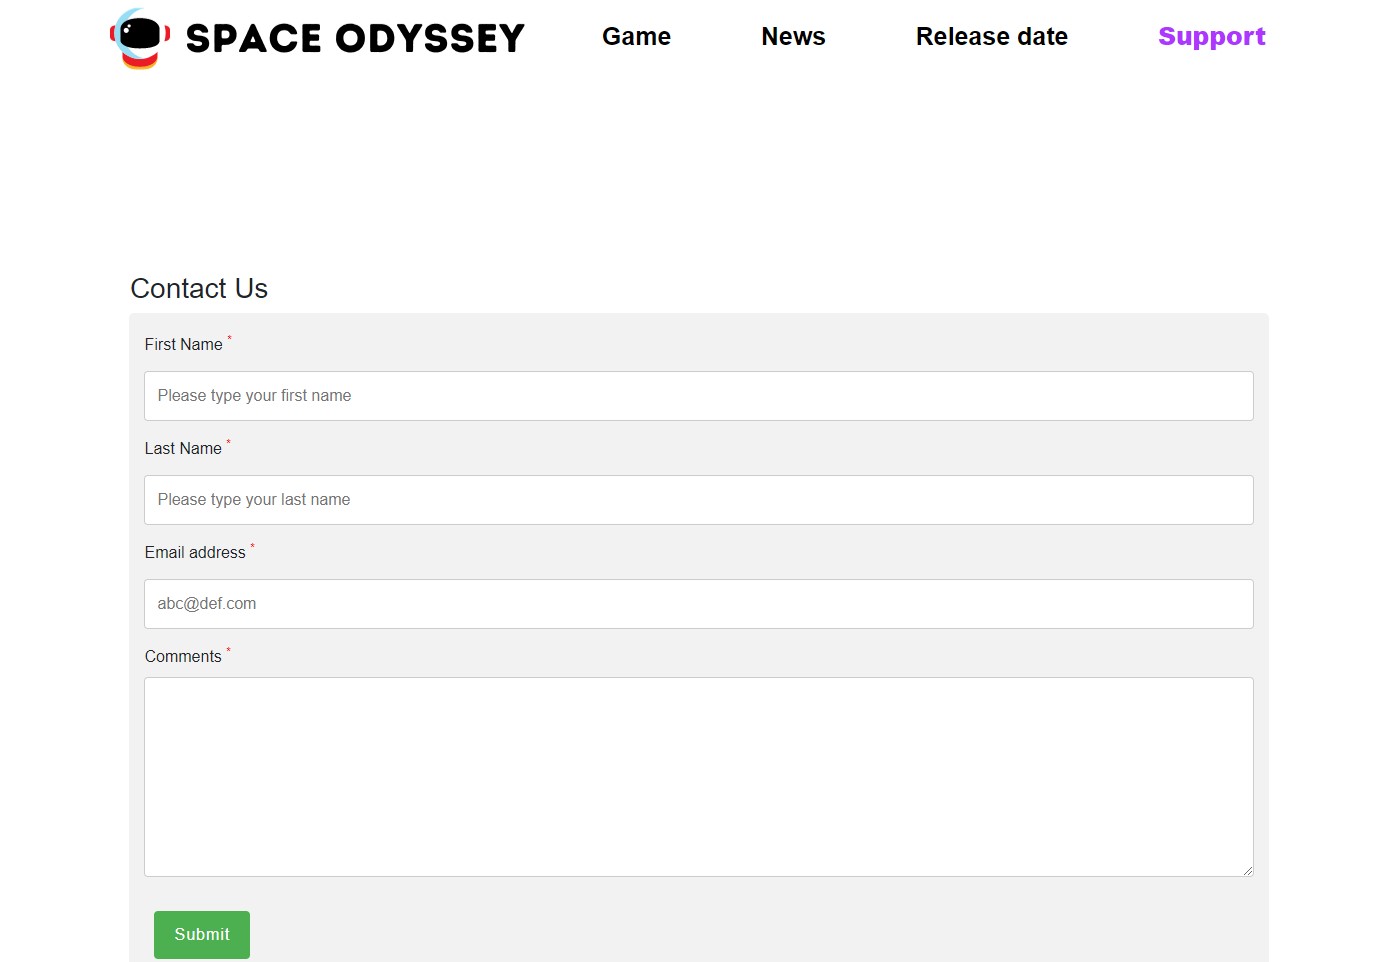 SPACE ODYSSEY Game News Release date Support
Contact Us
First Name *
Please type your first name
Last Name *
Please type your last name
Email address *
abc@def.com
Comments *
Submit